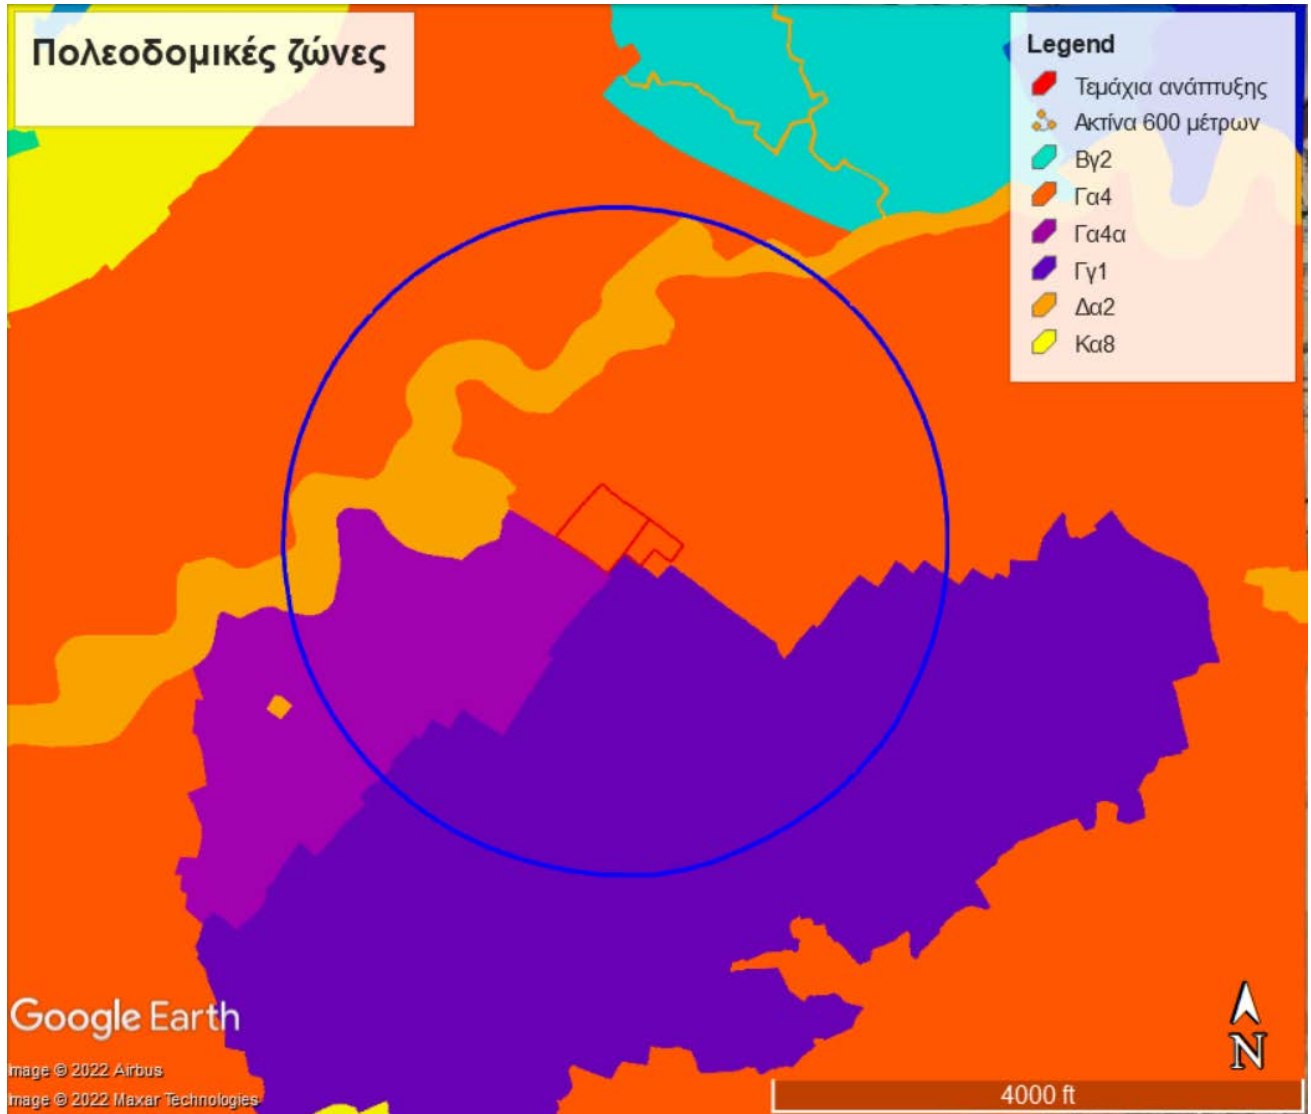 Πολεοδομικές ζώνες
Legend
Τεμάχια ανάπτυξης
Ακτίνα 600 μέτρων
Βγ2
Γα4
Γα4α
Γγ1
Δα2
Κα8
Google Earth
Image © 2022 Airbus
Image © 2022 Maxar Technologies
N
4000 ft